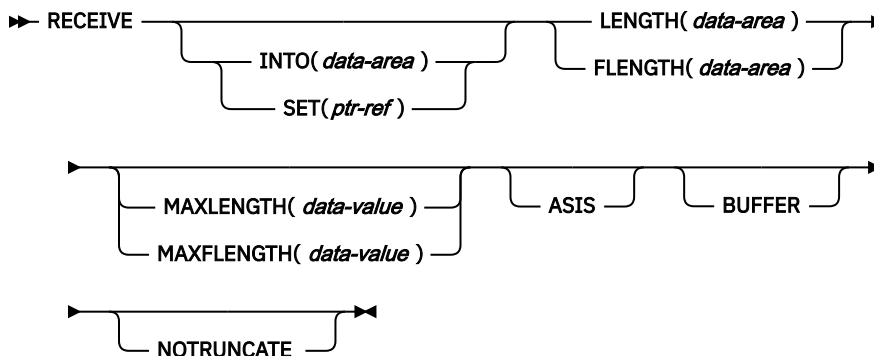 RECEIVE LENGTH( data-area )
INTO( data-area ) FLENGTH( data-area )
SET( ptr-ref )
MAXLENGTH( data-value ) ASIS BUFFER
MAXFLENGTH( data-value )
NOTRUNCATE